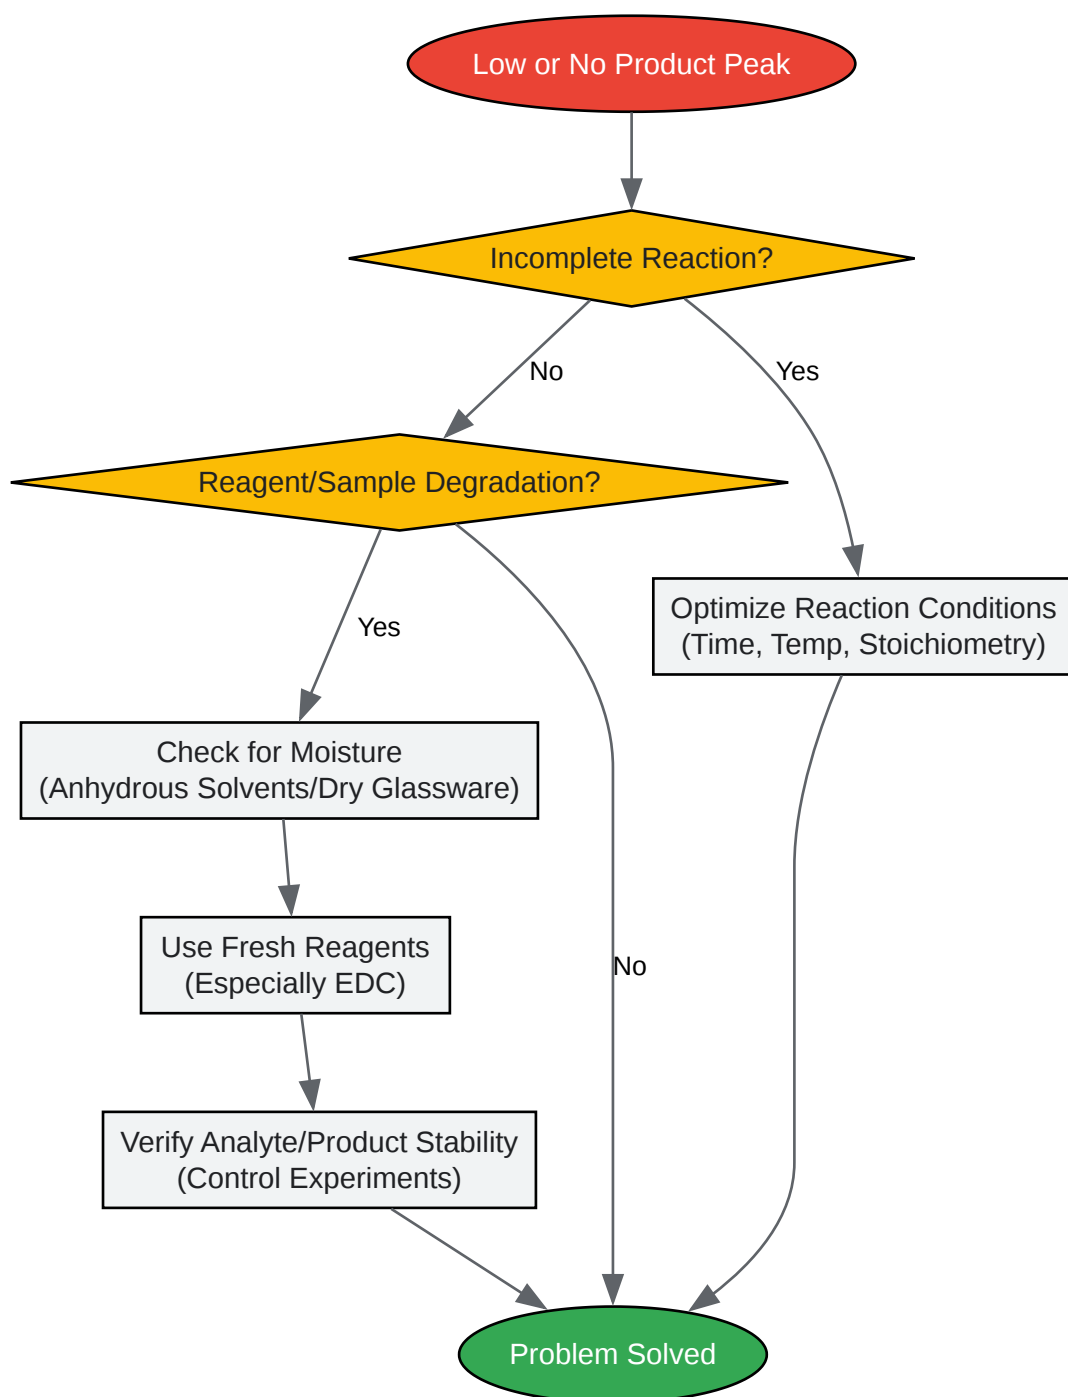 Low or No Product Peak
Incomplete Reaction?
No
Yes
Reagent/Sample Degradation?
Optimize Reaction Conditions
(Time, Temp, Stoichiometry)
Yes
Check for Moisture
(Anhydrous Solvents/Dry Glassware)
Use Fresh Reagents
(Especially EDC)
No
Verify Analyte/Product Stability
(Control Experiments)
Problem Solved